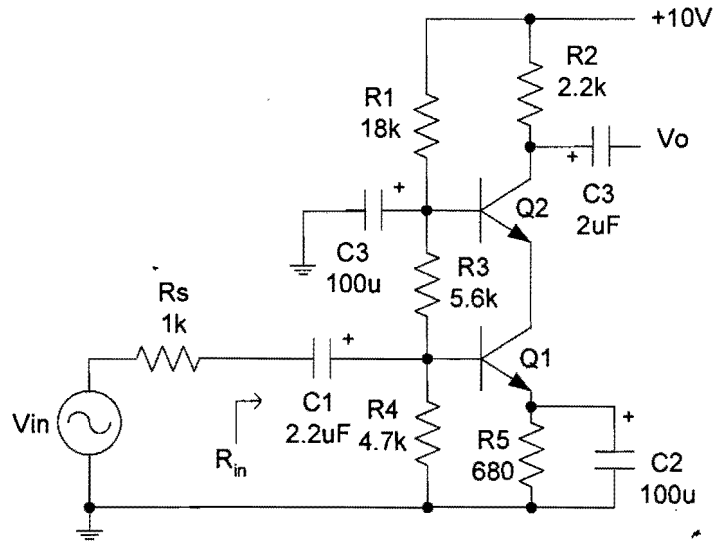 +10V
R2
2.2k
R1
18k
Vo
+
C3
2uF
+
Q2
C3
100u
R3
5.6k
Rs
1k
+
Q1
Vin
C1
2.2uF
R4
4.7k
Rin
R5
680
+
C2
100u